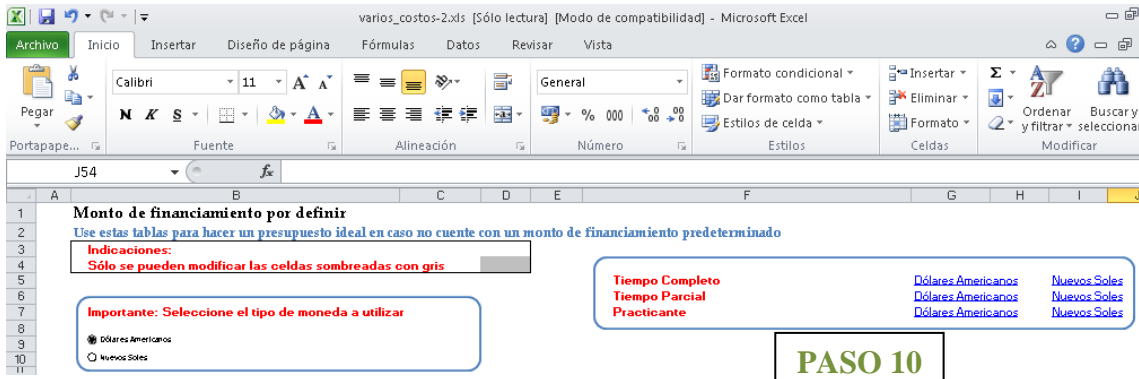 varios_costos-2.xls [Sólo lectura] [Modo de compatibilidad] - Microsoft Excel
Archivo Inicio Insertar Diseño de página Fórmulas Datos Revisar Vista
Pegar
Calibri 11 A A
N K S A
General
% 000
Formato condicional
Dar formato como tabla
Estilos de celda
Insertar
Eliminar
Formato
Σ
Ordenar y filtrar
Buscar y seleccionar
Portapape... Fuente Alineación Número Estilos Celdas Modificar
J54 fx
A B C D E F G H I J
1 Monto de financiamiento por definir
2 Use estas tablas para hacer un presupuesto ideal en caso no cuente con un monto de financiamiento predeterminado
3 Indicaciones:
4 Sólo se pueden modificar las celdas sombreadas con gris
5 Tiempo Completo Dólares Americanos Nuevos Soles
6 Tiempo Parcial Dólares Americanos Nuevos Soles
7 Importante: Seleccione el tipo de moneda a utilizar Practicante Dólares Americanos Nuevos Soles
8
9 Dólares Americanos
10 Nuevos Soles
11
PASO 10